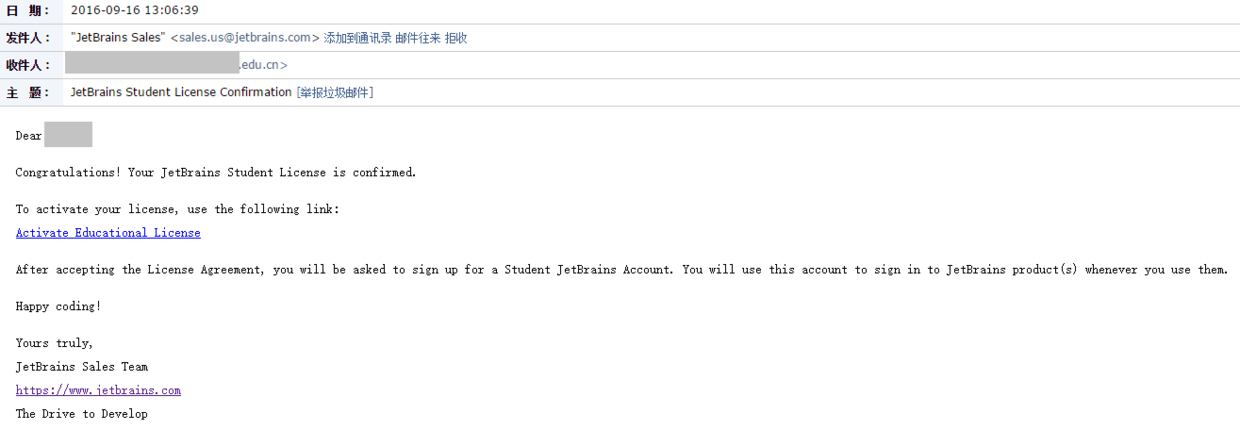 日 期： 2016-09-16 13:06:39
发件人： "JetBrains Sales" <sales.us@jetbrains.com> 添加到通讯录 邮件往来 拒收
收件人： .edu.cn>
主 题： JetBrains Student License Confirmation [举报垃圾邮件]
Dear
Congratulations! Your JetBrains Student License is confirmed.
To activate your license, use the following link:
Activate Educational License
After accepting the License Agreement, you will be asked to sign up for a Student JetBrains Account. You will use this account to sign in to JetBrains product(s) whenever you use them.
Happy coding!
Yours truly,
JetBrains Sales Team
https://www.jetbrains.com
The Drive to Develop